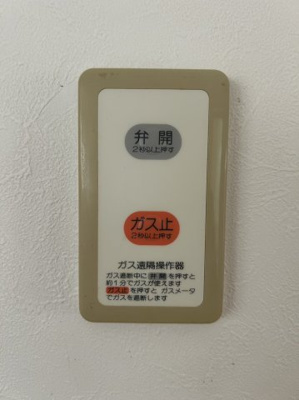 弁 開
2秒以上押す
ガス止
2秒以上押す
ガス遠隔操作器
ガス遮断中に 弁 開 を押すと
約1分でガスが使えます
ガス止 を押すと ガスメータ
でガスを遮断します